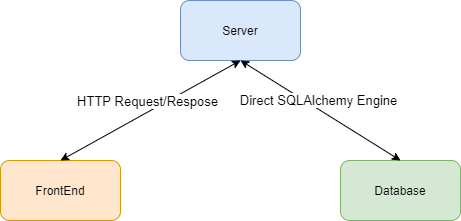 Server
HTTP Request/Respose
Direct SQLAlchemy Engine
FrontEnd
Database